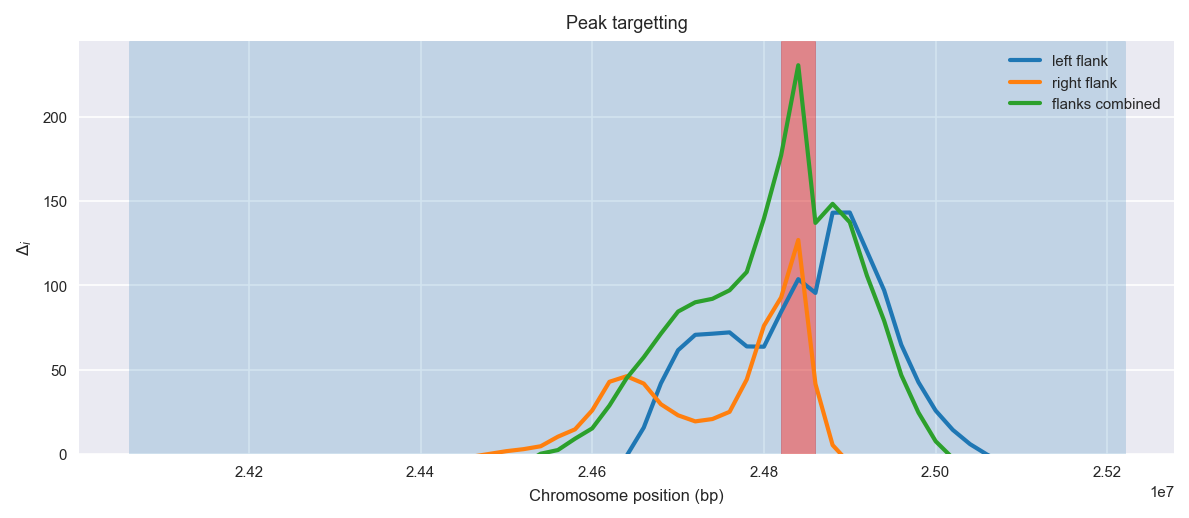 Peak targetting
left flank
right flank
flanks combined
Δi
200
150
100
50
0
2.42 2.44 2.46 2.48 2.50 2.52
1e7
Chromosome position (bp)